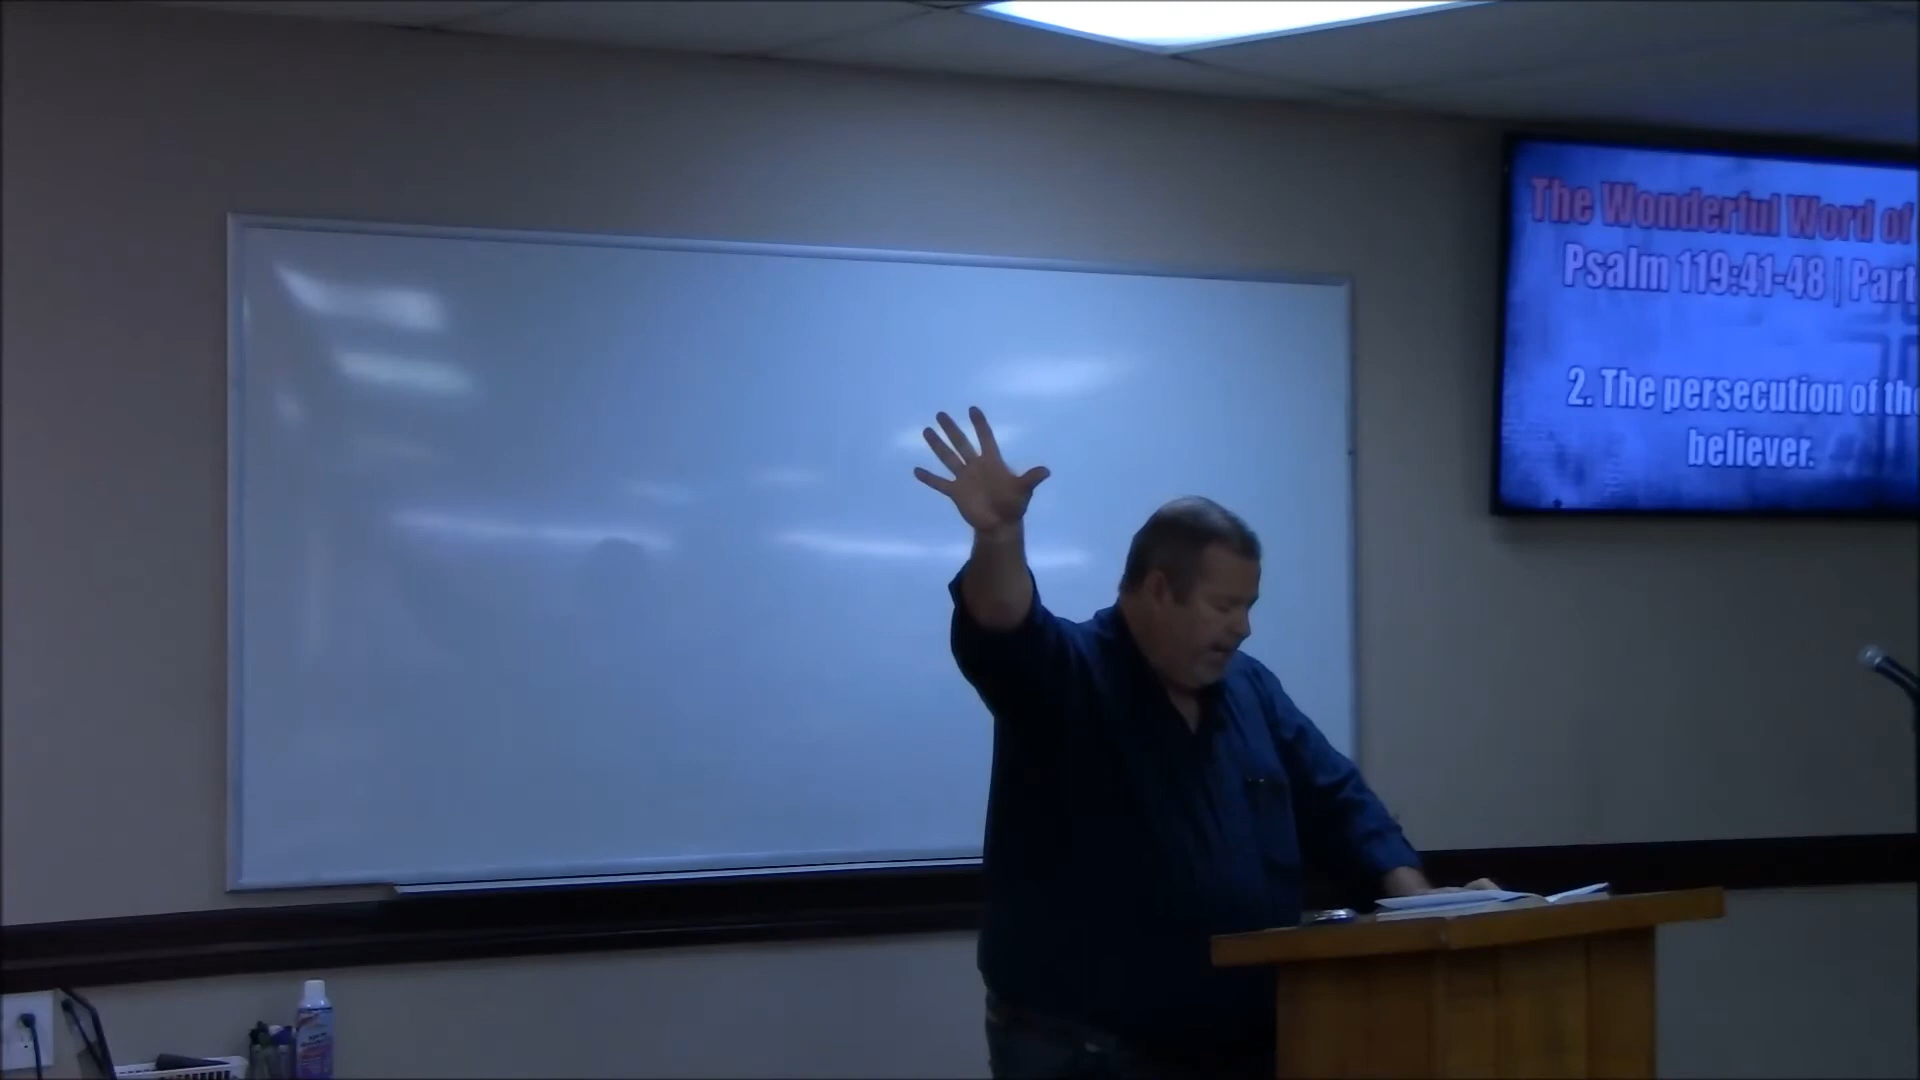 The Wonderful Word of
Psalm 119:41-48 | Part
2. The persecution of the
believer.